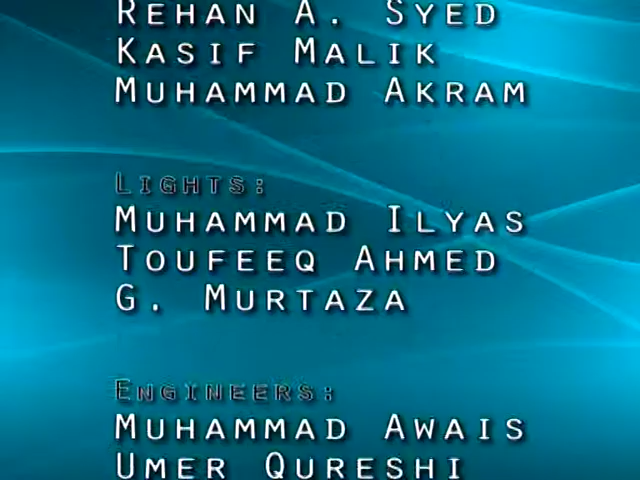 Rehan A. Syed
Kasif Malik
Muhammad Akram
Lights:
Muhammad Ilyas
Toufeeq Ahmed
G. Murtaza
Engineers:
Muhammad Awais
Umer Qureshi